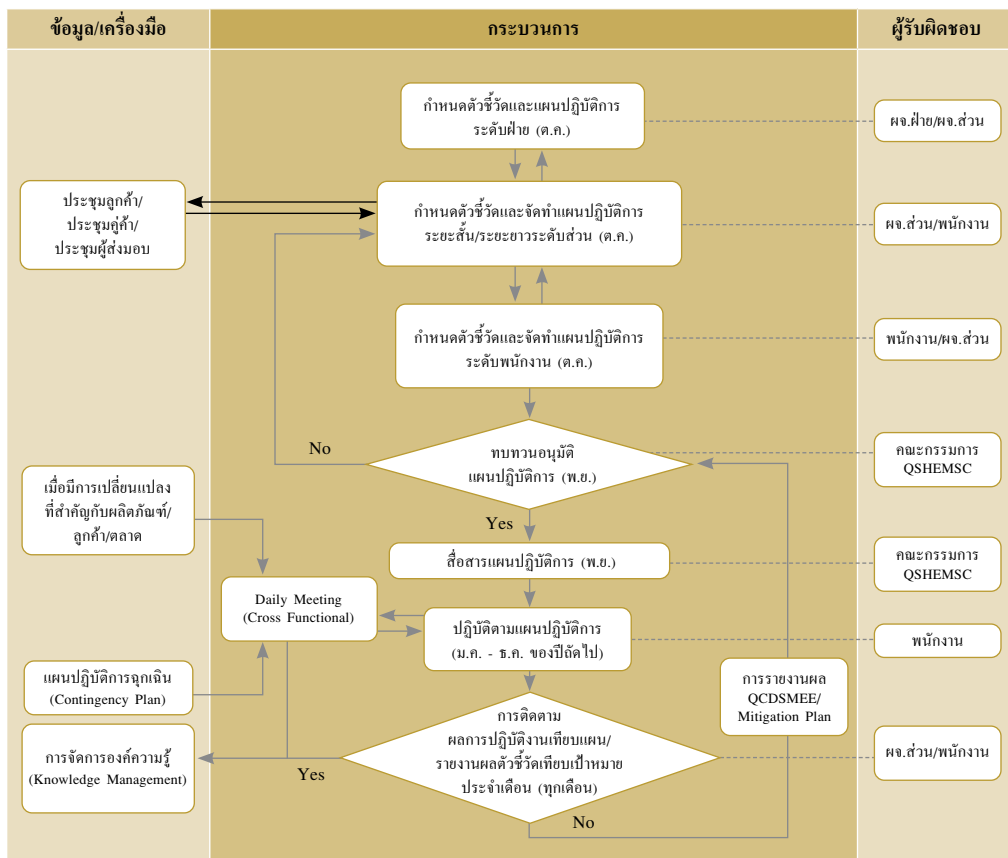 ข้อมูล/เครื่องมือ
กระบวนการ
ผู้รับผิดชอบ
กำหนดตัวชี้วัดและแผนปฏิบัติการ
ระดับฝ่าย (ต.ค.)
ผจ.ฝ่าย/ผจ.ส่วน
ประชุมลูกค้า/
ประชุมคู่ค้า/
ประชุมผู้ส่งมอบ
กำหนดตัวชี้วัดและจัดทำแผนปฏิบัติการ
ระยะสั้น/ระยะยาวระดับส่วน (ต.ค.)
ผจ.ส่วน/พนักงาน
กำหนดตัวชี้วัดและจัดทำแผนปฏิบัติการ
ระดับพนักงาน (ต.ค.)
พนักงาน/ผจ.ส่วน
No
ทบทวนอนุมัติ
แผนปฏิบัติการ (พ.ย.)
คณะกรรมการ
QSHEMSC
เมื่อมีการเปลี่ยนแปลง
ที่สำคัญกับผลิตภัณฑ์/
ลูกค้า/ตลาด
Yes
สื่อสารแผนปฏิบัติการ (พ.ย.)
คณะกรรมการ
QSHEMSC
Daily Meeting
(Cross Functional)
ปฏิบัติตามแผนปฏิบัติการ
(ม.ค. - ธ.ค. ของปีถัดไป)
พนักงาน
แผนปฏิบัติการฉุกเฉิน
(Contingency Plan)
การรายงานผล
QCDSMEE/
Mitigation Plan
การจัดการองค์ความรู้
(Knowledge Management)
Yes
การติดตาม
ผลการปฏิบัติงานเทียบแผน/
รายงานผลตัวชี้วัดเทียบเป้าหมาย
ประจำเดือน (ทุกเดือน)
ผจ.ส่วน/พนักงาน
No